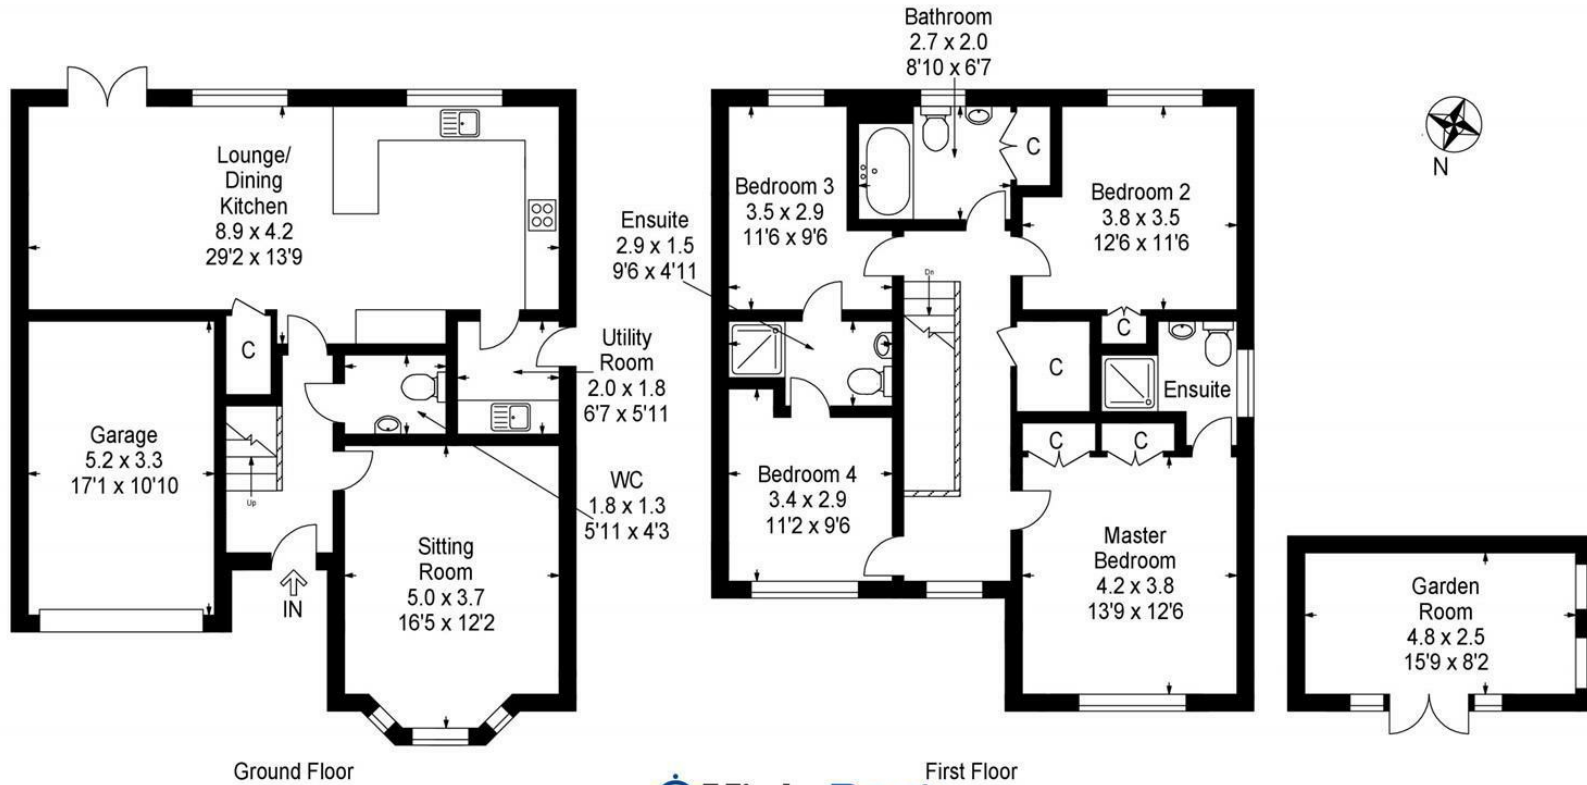 Lounge/
Dining
Kitchen
8.9 x 4.2
29'2 x 13'9
C
Garage
5.2 x 3.3
17'1 x 10'10
Up
IN
Sitting
Room
5.0 x 3.7
16'5 x 12'2
Utility
Room
2.0 x 1.8
6'7 x 5'11
WC
1.8 x 1.3
5'11 x 4'3
Ground Floor
Bathroom
2.7 x 2.0
8'10 x 6'7
Bedroom 3
3.5 x 2.9
11'6 x 9'6
Ensuite
2.9 x 1.5
9'6 x 4'11
C
Bedroom 2
3.8 x 3.5
12'6 x 11'6
Dn
C
C
Ensuite
C
C
Bedroom 4
3.4 x 2.9
11'2 x 9'6
Master
Bedroom
4.2 x 3.8
13'9 x 12'6
First Floor
N
Garden
Room
4.8 x 2.5
15'9 x 8'2